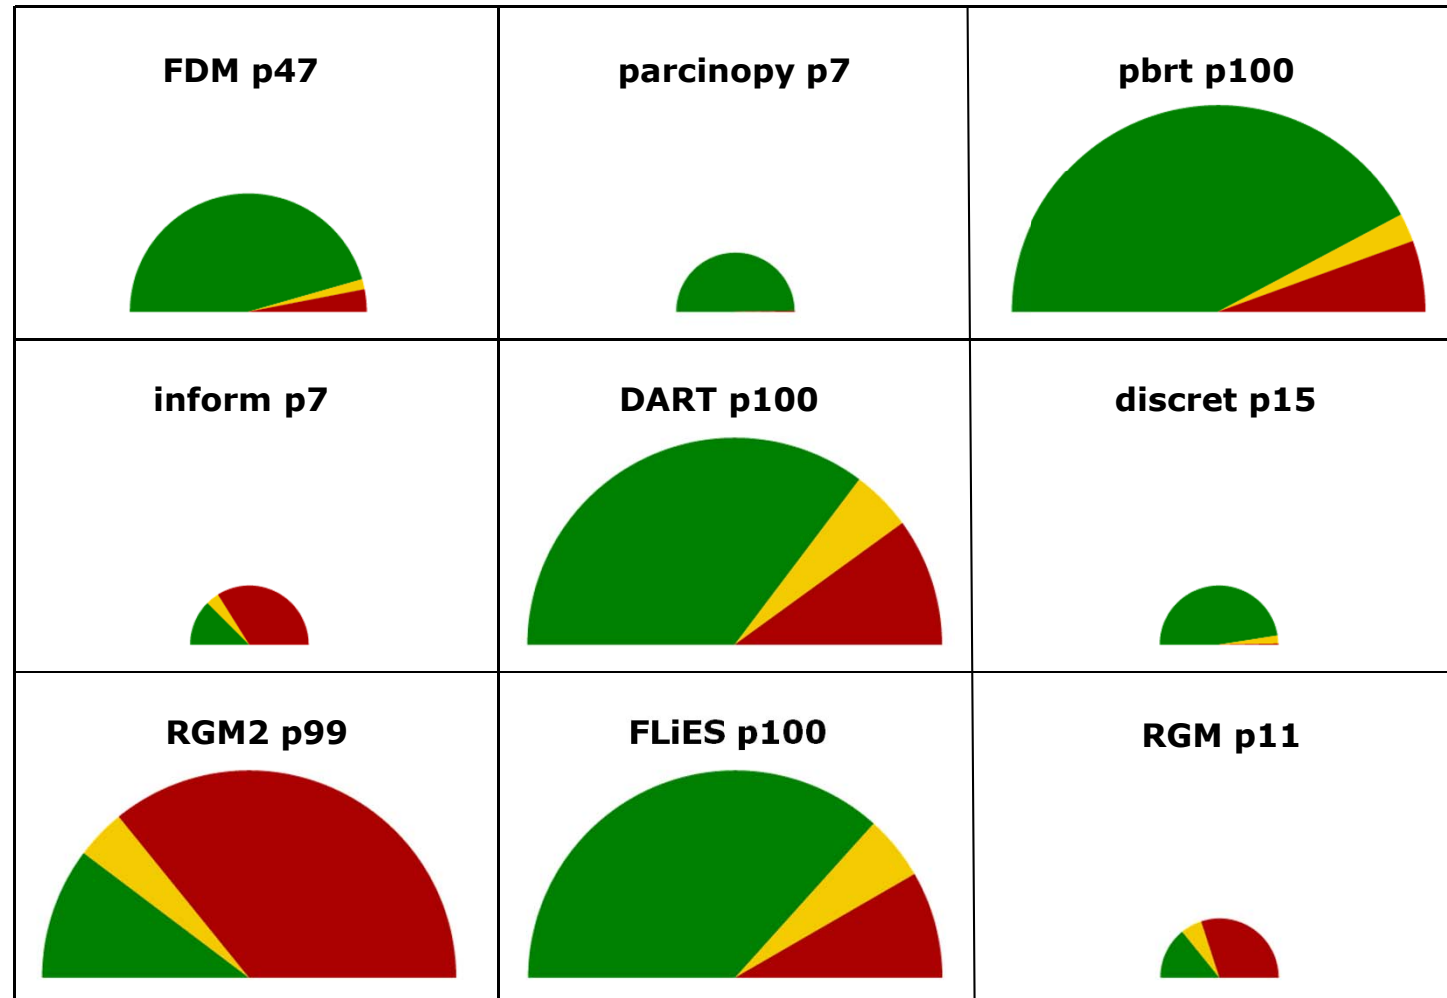 FDM p47
parcinopy p7
pbrt p100
inform p7
DART p100
discret p15
RGM2 p99
FLiES p100
RGM p11